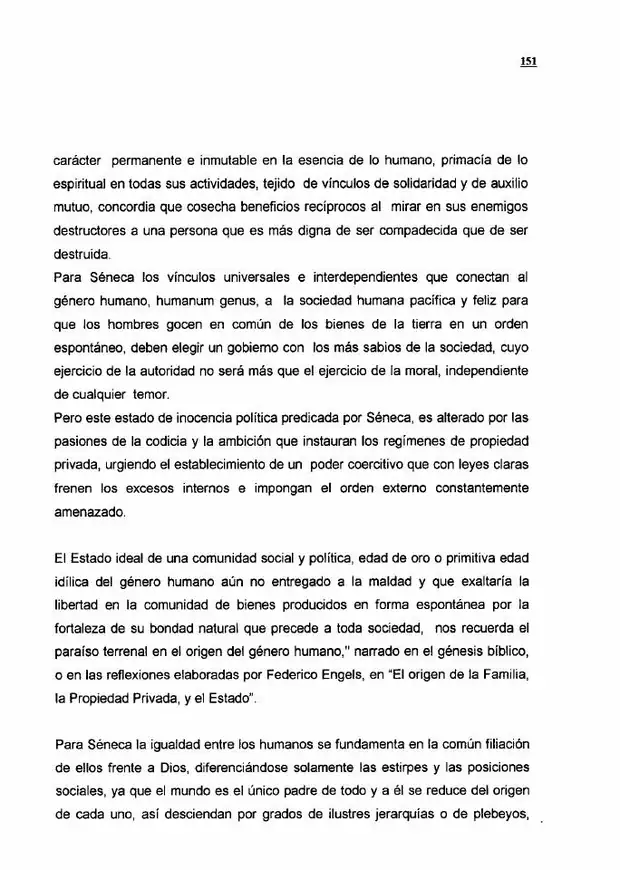 151
carácter permanente e inmutable en la esencia de lo humano, primacía de lo
espiritual en todas sus actividades, tejido de vínculos de solidaridad y de auxilio
mutuo, concordia que cosecha beneficios recíprocos al mirar en sus enemigos
destructores a una persona que es más digna de ser compadecida que de ser
destruida.
Para Séneca los vínculos universales e interdependientes que conectan al
género humano, humanum genus, a la sociedad humana pacífica y feliz para
que los hombres gocen en común de los bienes de la tierra en un orden
espontáneo, deben elegir un gobierno con los más sabios de la sociedad, cuyo
ejercicio de la autoridad no será más que el ejercicio de la moral, independiente
de cualquier temor.
Pero este estado de inocencia política predicada por Séneca, es alterado por las
pasiones de la codicia y la ambición que instauran los regímenes de propiedad
privada, urgiendo el establecimiento de un poder coercitivo que con leyes claras
frenen los excesos internos e impongan el orden externo constantemente
amenazado.
El Estado ideal de una comunidad social y política, edad de oro o primitiva edad
idílica del género humano aún no entregado a la maldad y que exaltaría la
libertad en la comunidad de bienes producidos en forma espontánea por la
fortaleza de su bondad natural que precede a toda sociedad, nos recuerda el
paraíso terrenal en el origen del género humano," narrado en el génesis bíblico,
o en las reflexiones elaboradas por Federico Engels, en "El origen de la Familia,
la Propiedad Privada, y el Estado".
Para Séneca la igualdad entre los humanos se fundamenta en la común filiación
de ellos frente a Dios, diferenciándose solamente las estirpes y las posiciones
sociales, ya que el mundo es el único padre de todo y a él se reduce del origen
de cada uno, así desciendan por grados de ilustres jerarquías o de plebeyos,